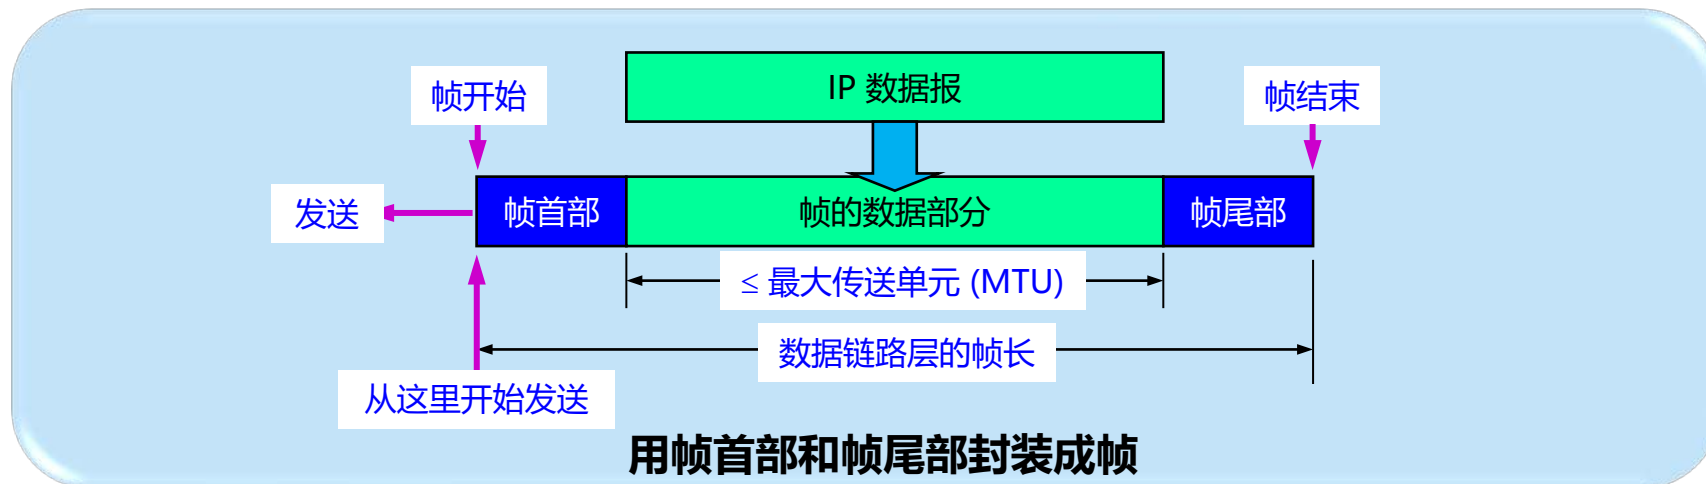 IP 数据报
帧开始
帧结束
发送
帧首部
帧的数据部分
帧尾部
≤ 最大传送单元 (MTU)
数据链路层的帧长
从这里开始发送
用帧首部和帧尾部封装成帧